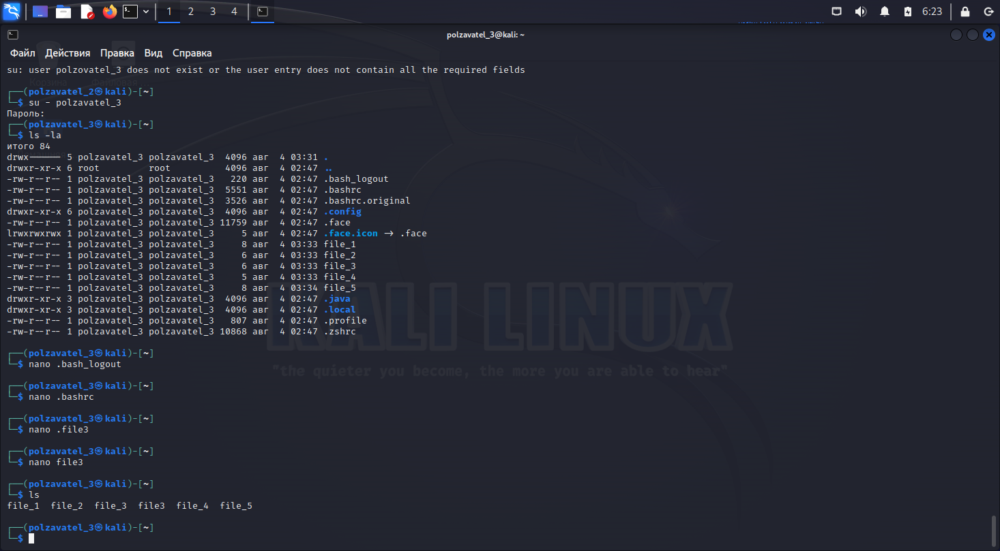 1 2 3 4 6:23
polzavatel_3@kali: ~
Файл Действия Правка Вид Справка
su: user polzovatel_3 does not exist or the user entry does not contain all the required fields
Корзина Файловая
┌──(polzavatel_2㉿kali)-[~]
└─$ su - polzavatel_3
Пароль:
┌──(polzavatel_3㉿kali)-[~]
└─$ ls -la
итого 84
drwx------ 5 polzavatel_3 polzavatel_3  4096 авг  4 03:31 .
drwxr-xr-x 6 root         root          4096 авг  4 02:47 ..
-rw-r--r-- 1 polzavatel_3 polzavatel_3   220 авг  4 02:47 .bash_logout
-rw-r--r-- 1 polzavatel_3 polzavatel_3  5551 авг  4 02:47 .bashrc
-rw-r--r-- 1 polzavatel_3 polzavatel_3  3526 авг  4 02:47 .bashrc.original
drwxr-xr-x 6 polzavatel_3 polzavatel_3  4096 авг  4 02:47 .config
-rw-r--r-- 1 polzavatel_3 polzavatel_3 11759 авг  4 02:47 .face
lrwxrwxrwx 1 polzavatel_3 polzavatel_3     5 авг  4 02:47 .face.icon -> .face
-rw-r--r-- 1 polzavatel_3 polzavatel_3     8 авг  4 03:33 file_1
-rw-r--r-- 1 polzavatel_3 polzavatel_3     6 авг  4 03:33 file_2
-rw-r--r-- 1 polzavatel_3 polzavatel_3     6 авг  4 03:33 file_3
-rw-r--r-- 1 polzavatel_3 polzavatel_3     5 авг  4 03:33 file_4
-rw-r--r-- 1 polzavatel_3 polzavatel_3     8 авг  4 03:34 file_5
drwxr-xr-x 3 polzavatel_3 polzavatel_3  4096 авг  4 02:47 .java
drwxr-xr-x 3 polzavatel_3 polzavatel_3  4096 авг  4 02:47 .local
-rw-r--r-- 1 polzavatel_3 polzavatel_3   807 авг  4 02:47 .profile
-rw-r--r-- 1 polzavatel_3 polzavatel_3 10868 авг  4 02:47 .zshrc
KALI LINUX
"the quieter you become, the more you are able to hear"
┌──(polzavatel_3㉿kali)-[~]
└─$ nano .bash_logout
┌──(polzavatel_3㉿kali)-[~]
└─$ nano .bashrc
┌──(polzavatel_3㉿kali)-[~]
└─$ nano .file3
┌──(polzavatel_3㉿kali)-[~]
└─$ nano file3
┌──(polzavatel_3㉿kali)-[~]
└─$ ls
file_1  file_2  file_3  file3  file_4  file_5
┌──(polzavatel_3㉿kali)-[~]
└─$